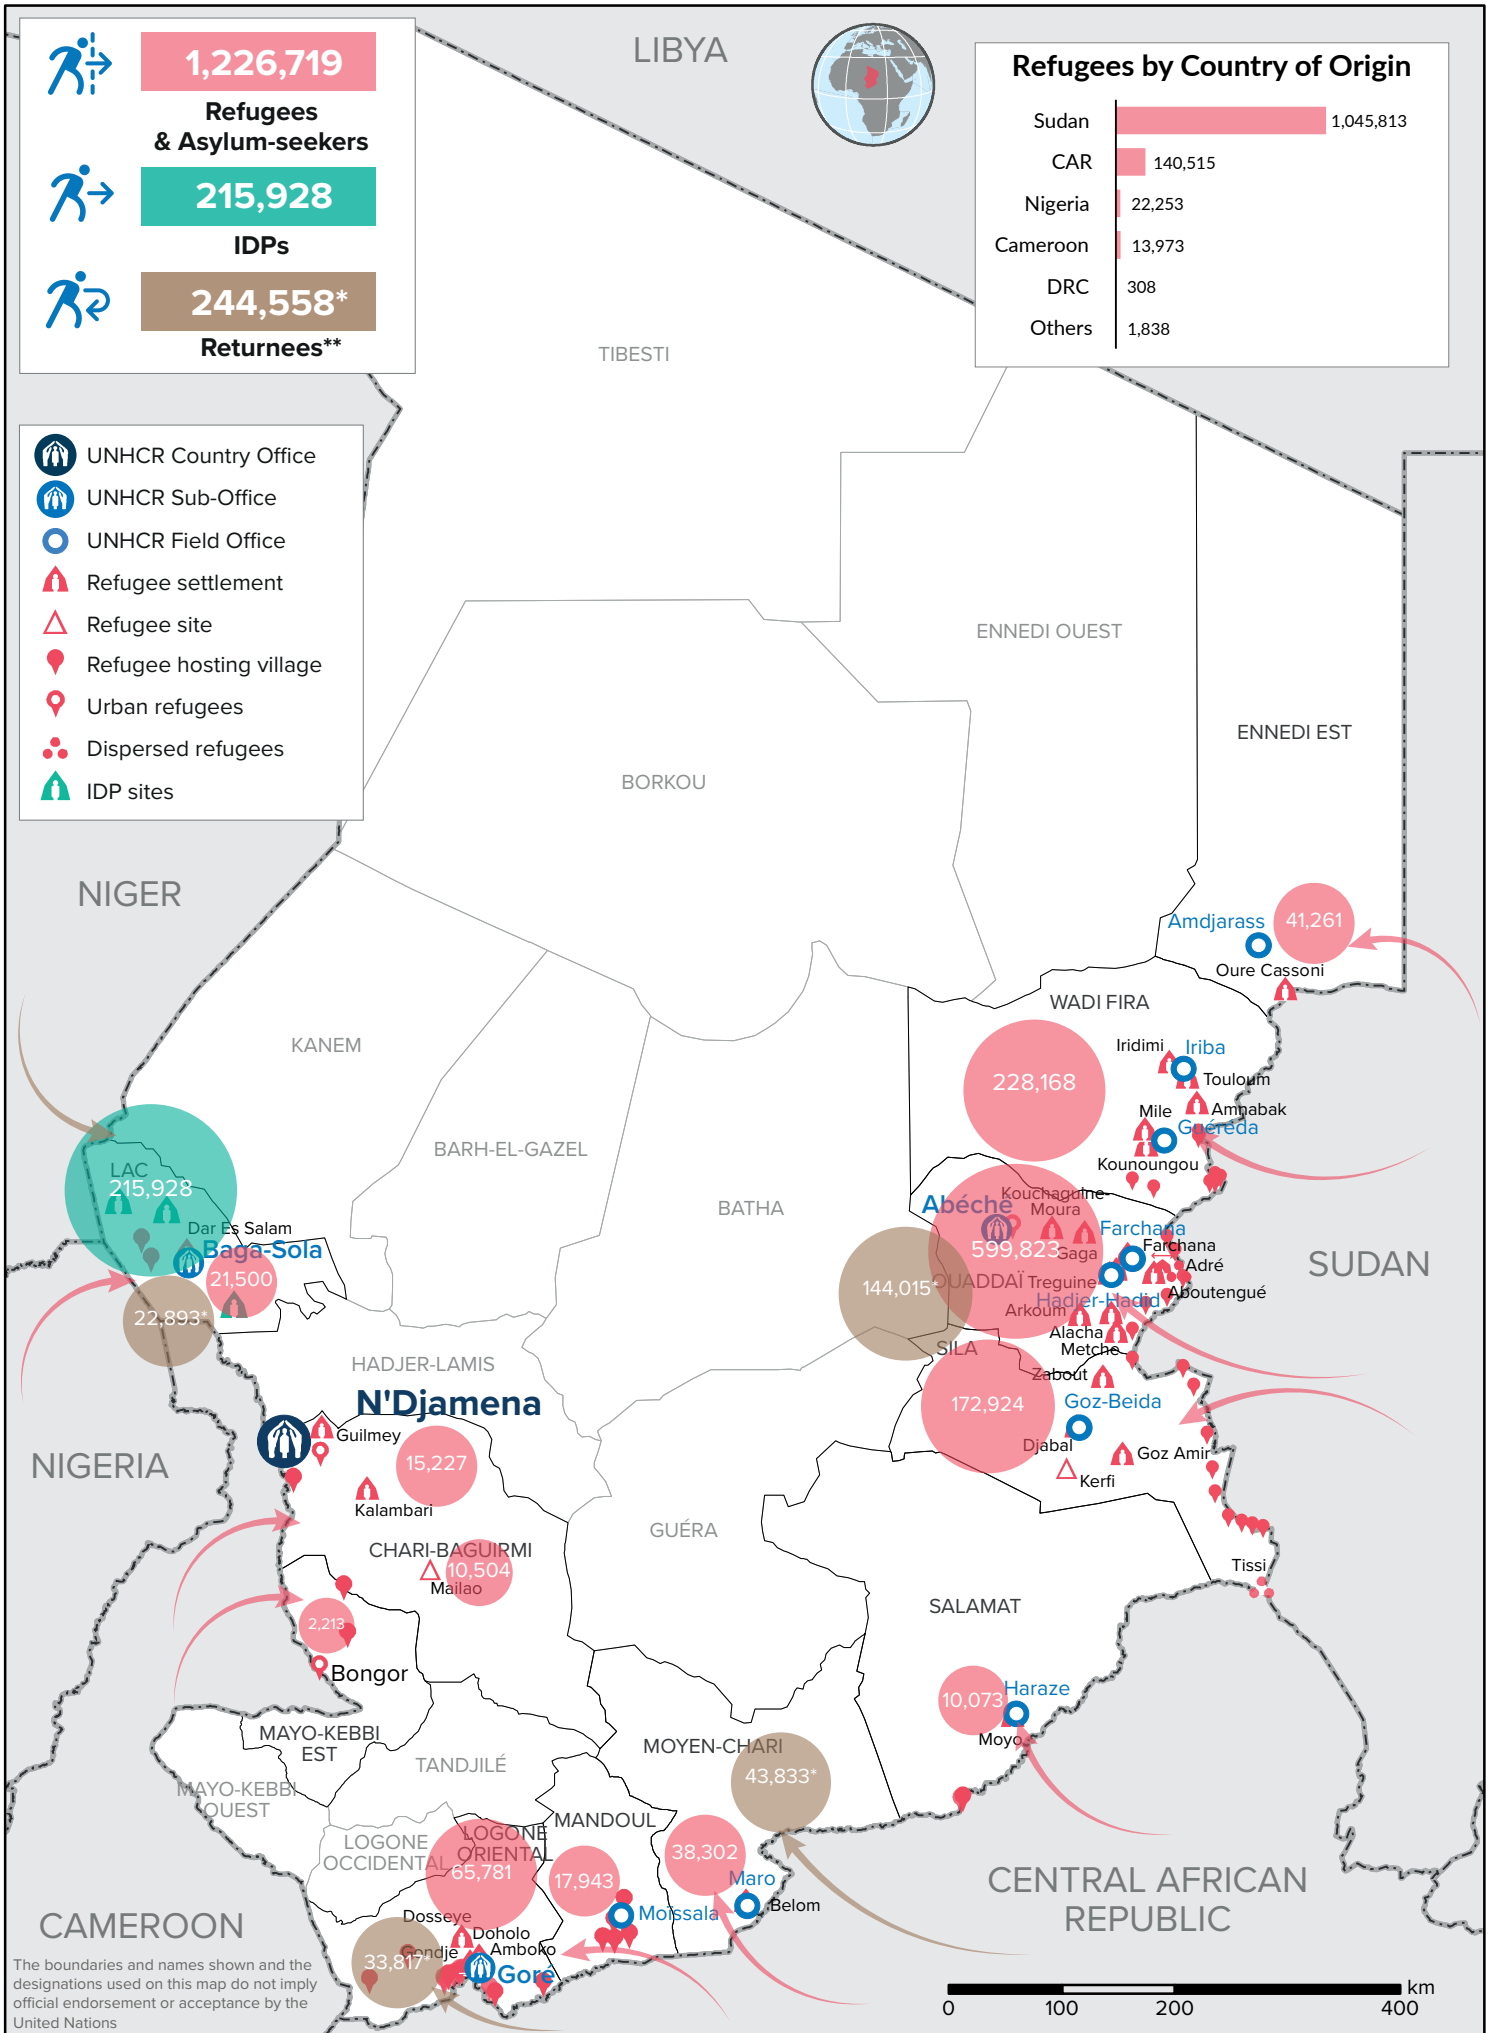 1,226,719
Refugees
& Asylum-seekers
215,928
IDPs
244,558*
Returnees**
LIBYA
Refugees by Country of Origin
Sudan 1,045,813
CAR 140,515
Nigeria 22,253
Cameroon 13,973
DRC 308
Others 1,838
UNHCR Country Office
UNHCR Sub-Office
UNHCR Field Office
Refugee settlement
Refugee site
Refugee hosting village
Urban refugees
Dispersed refugees
IDP sites
TIBESTI
ENNEDI OUEST
ENNEDI EST
BORKOU
NIGER
Amdjarass
41,261
Oure Cassoni
WADI FIRA
KANEM
Iridimi
Iriba
Touloum
228,168
Amnabak
Mile
Guéréda
Kounoungou
BARH-EL-GAZEL
LAC
215,928
Dar Es Salam
Baga-Sola
21,500
22,893*
BATHA
Kouchaguine-
Moura
Abéché
Farchana
Farchana
599,823
Gaga
Adré
OUADDAÏ
Treguine
Aboutengué
144,015*
Hadjer-Hadid
Arkoum
Alacha
Metche
SUDAN
SILA
Zabout
172,924
Goz-Beida
Djabal
Goz Amir
Kerfi
HADJER-LAMIS
N'Djamena
Guilmey
15,227
NIGERIA
Kalambari
GUÉRA
CHARI-BAGUIRMI
10,504
Mailao
Tissi
SALAMAT
2,213
Bongor
10,073
Haraze
Moyo
MAYO-KEBBI
EST
TANDJILÉ
MOYEN-CHARI
43,833*
MAYO-KEBBI
OUEST
MANDOUL
LOGONE
OCCIDENTAL
LOGONE
ORIENTAL
65,781
17,943
38,302
Maro
Belom
Moïssala
CENTRAL AFRICAN
REPUBLIC
CAMEROON
Dosseye
Doholo
Gondje
Amboko
33,817*
Goré
The boundaries and names shown and the
designations used on this map do not imply
official endorsement or acceptance by the
United Nations
km
0 100 200 400